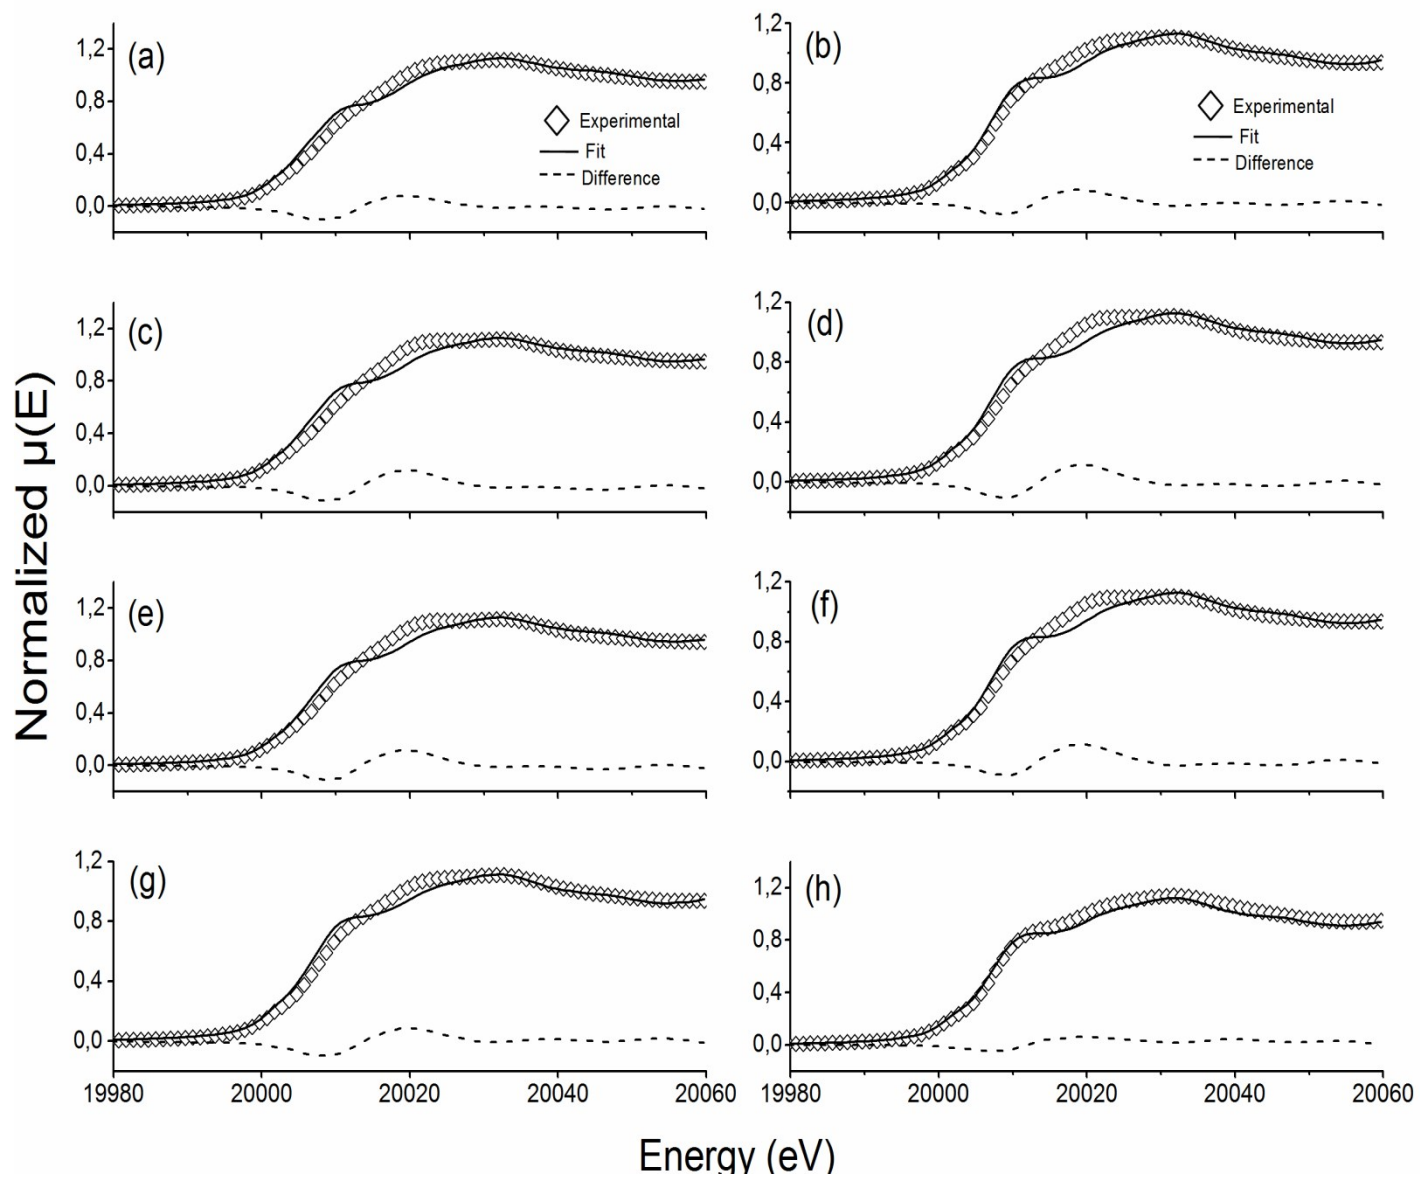 (a)
1,2
0,8
0,4
0,0
Experimental
Fit
Difference
(b)
1,2
0,8
0,4
0,0
Experimental
Fit
Difference
(c)
1,2
0,8
0,4
0,0
(d)
1,2
0,8
0,4
0,0
Normalized μ(E)
(e)
1,2
0,8
0,4
0,0
(f)
1,2
0,8
0,4
0,0
(g)
1,2
0,8
0,4
0,0
19980 20000 20020 20040 20060
(h)
1,2
0,8
0,4
0,0
19980 20000 20020 20040 20060
Energy (eV)